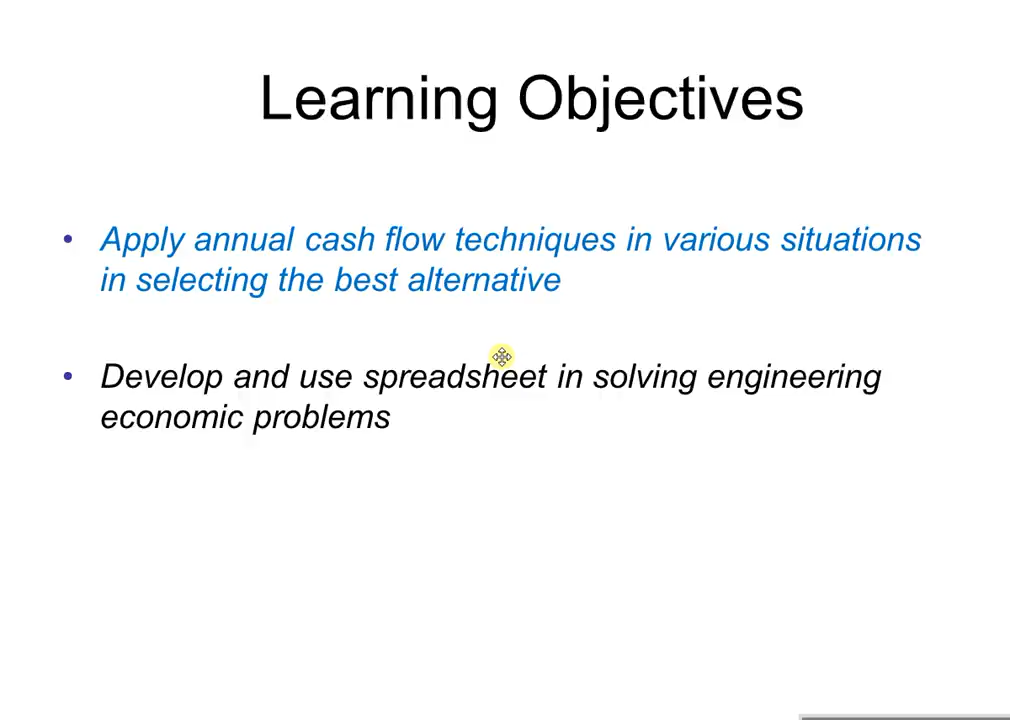 Learning Objectives
• Apply annual cash flow techniques in various situations
in selecting the best alternative
• Develop and use spreadsheet in solving engineering
economic problems